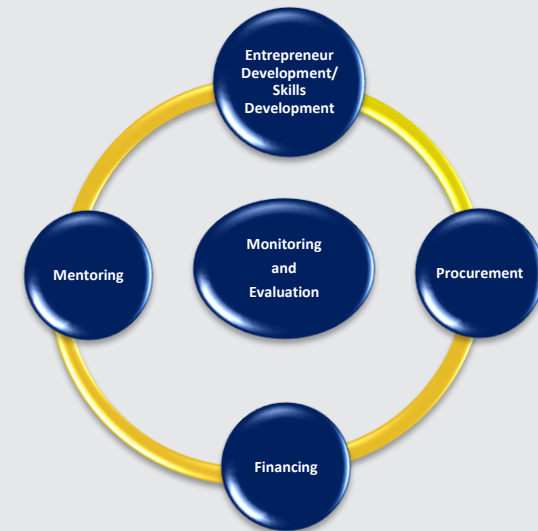 Entrepreneur
Development/
Skills
Development
Monitoring
and
Evaluation
Mentoring
Procurement
Financing